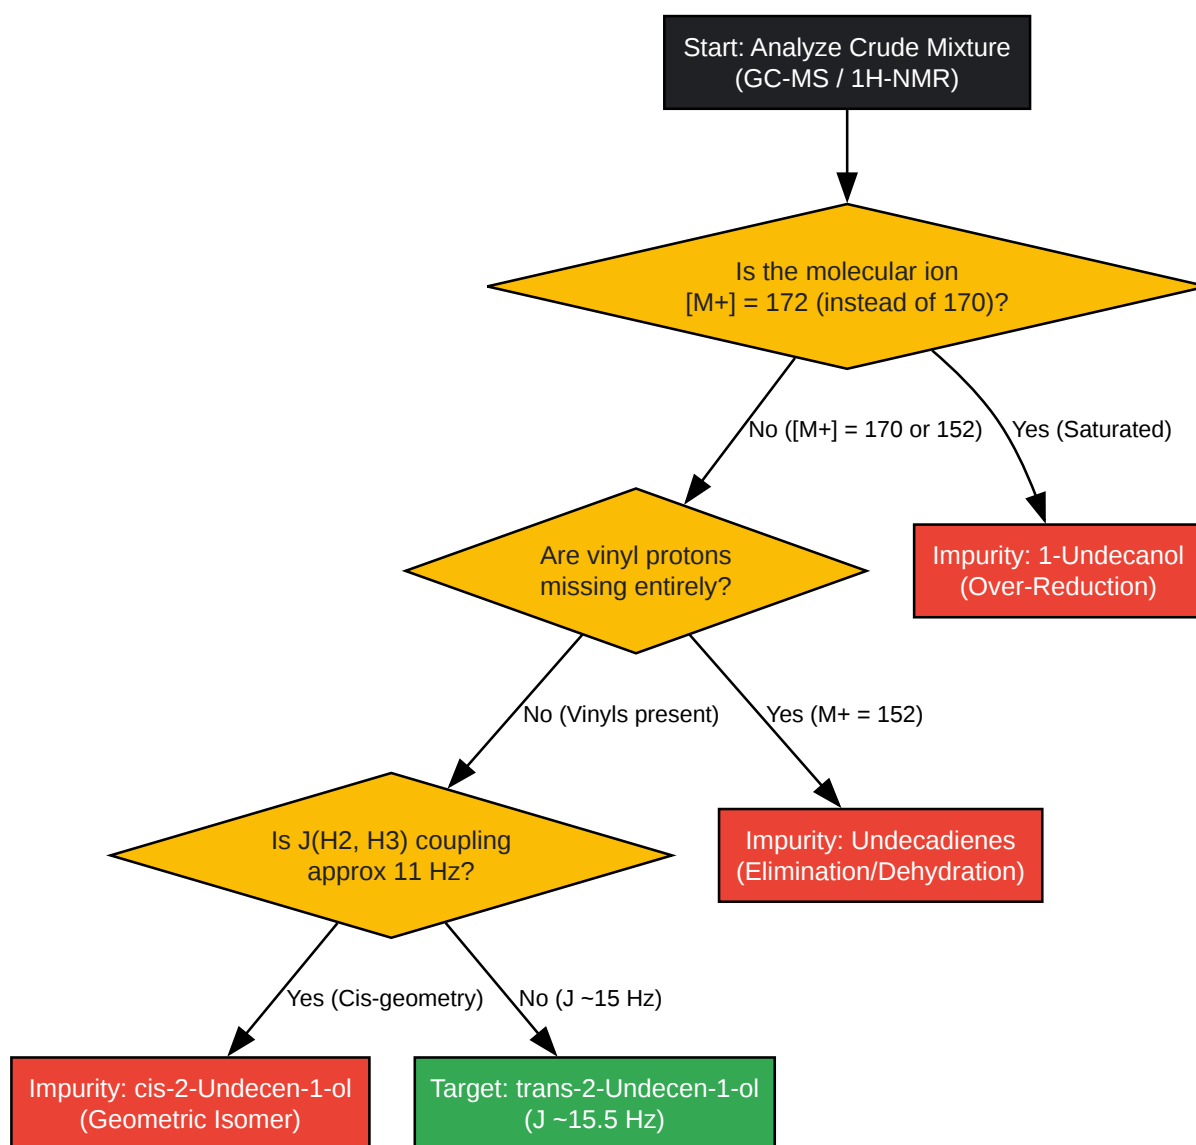 Start: Analyze Crude Mixture
(GC-MS / 1H-NMR)
Is the molecular ion
[M+] = 172 (instead of 170)?
No ([M+] = 170 or 152)
Yes (Saturated)
Are vinyl protons
missing entirely?
Impurity: 1-Undecanol
(Over-Reduction)
No (Vinyls present)
Yes (M+ = 152)
Is J(H2, H3) coupling
approx 11 Hz?
Impurity: Undecadienes
(Elimination/Dehydration)
Yes (Cis-geometry)
No (J ~15 Hz)
Impurity: cis-2-Undecen-1-ol
(Geometric Isomer)
Target: trans-2-Undecen-1-ol
(J ~15.5 Hz)